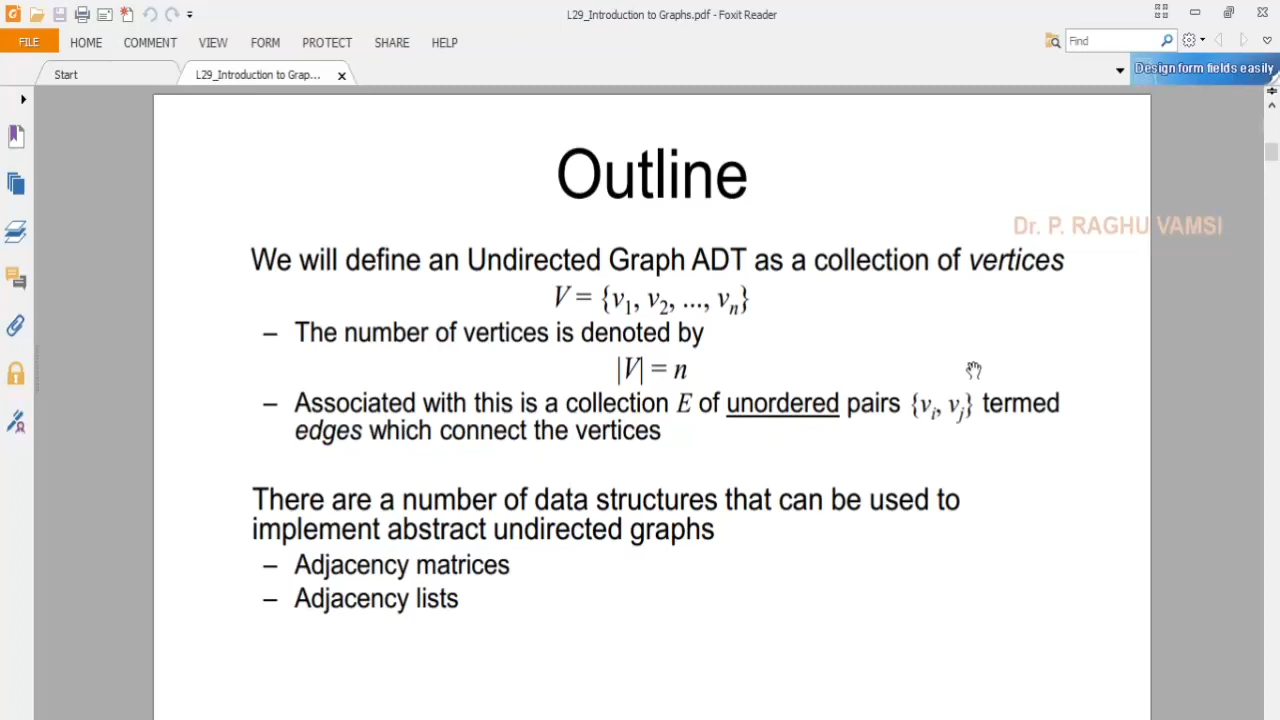 L29_Introduction to Graphs.pdf - Foxit Reader
FILE HOME COMMENT VIEW FORM PROTECT SHARE HELP
Find
Start
L29_Introduction to Grap... x
Design form fields easily
Outline
Dr. P. RAGHU VAMSI
We will define an Undirected Graph ADT as a collection of vertices
V = {v₁, v₂, ..., vₙ}
– The number of vertices is denoted by
|V| = n
– Associated with this is a collection E of unordered pairs {vᵢ, vⱼ} termed
edges which connect the vertices
There are a number of data structures that can be used to
implement abstract undirected graphs
– Adjacency matrices
– Adjacency lists